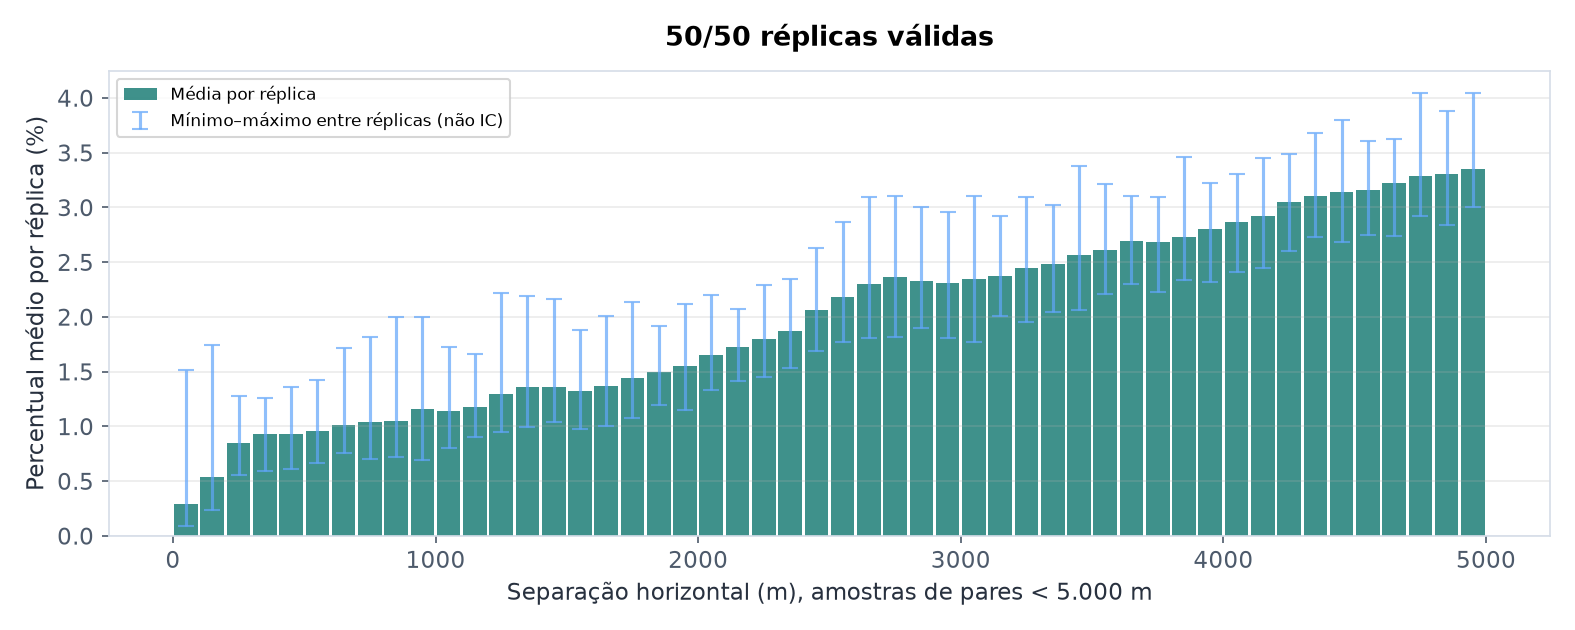 50/50 réplicas válidas
Média por réplica
Mínimo–máximo entre réplicas (não IC)
Percentual médio por réplica (%)
4.0
3.5
3.0
2.5
2.0
1.5
1.0
0.5
0.0
0 1000 2000 3000 4000 5000
Separação horizontal (m), amostras de pares < 5.000 m